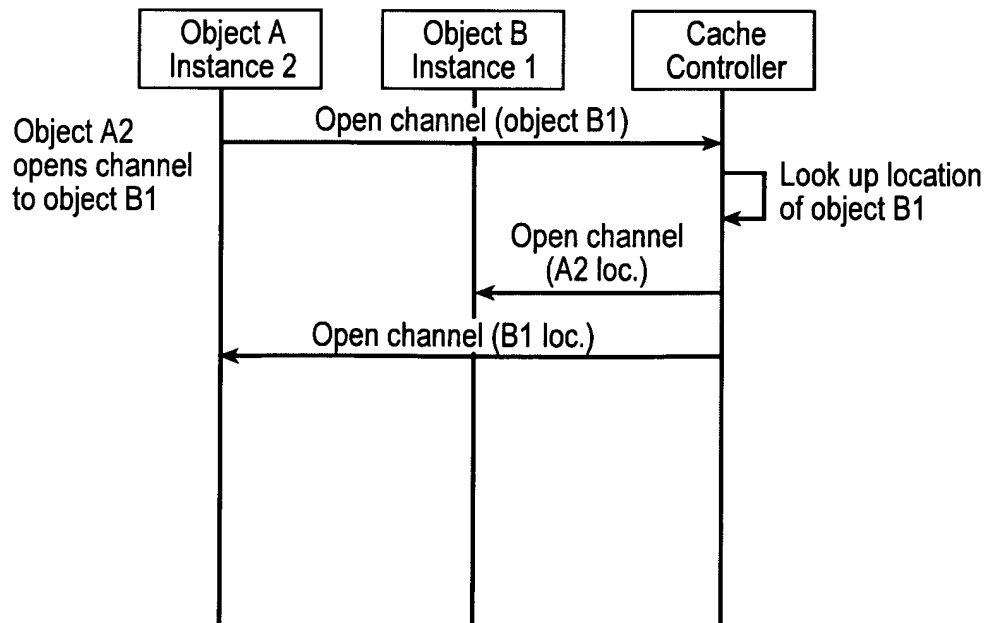 Object A
Instance 2
Object B
Instance 1
Cache
Controller
Object A2
opens channel
to object B1
Open channel (object B1)
Look up location
of object B1
Open channel
(A2 loc.)
Open channel (B1 loc.)